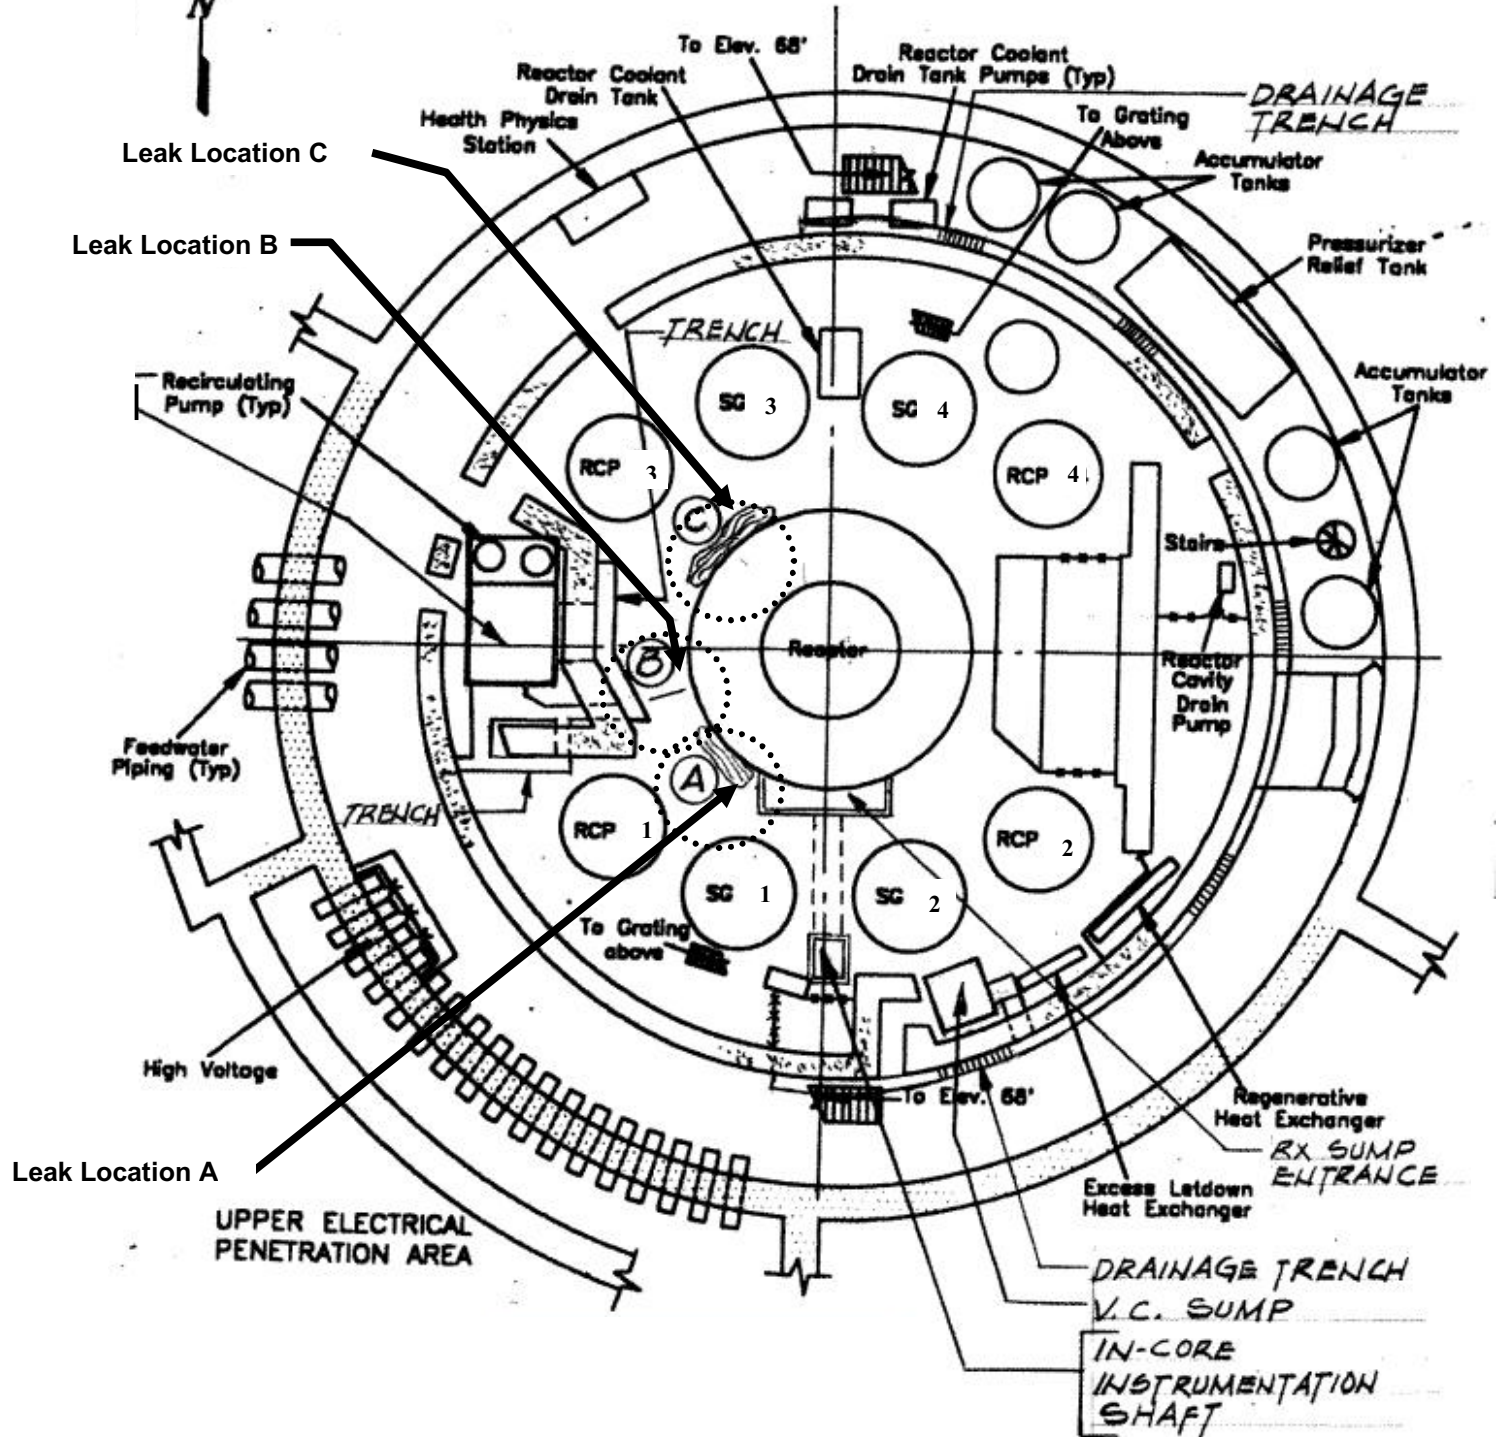 N
To Elev. 68'
Reactor Coolant
Drain Tank Pumps (Typ)
Reactor Coolant
Drain Tank
DRAINAGE
TRENCH
Health Physics
Station
To Grating
Above
Leak Location C
Accumulator
Tanks
Leak Location B
Pressurizer
Relief Tank
TRENCH
Recirculating
Pump (Typ)
Accumulator
Tanks
SG 3
SG 4
RCP 3
RCP 4
C
Stairs
B
Reactor
Reactor
Cavity
Drain
Pump
Feedwater
Piping (Typ)
A
TRENCH
RCP 1
RCP 2
SG 1
SG 2
To Grating
above
High Voltage
To Elev. 68'
Regenerative
Heat Exchanger
Leak Location A
RX SUMP
ENTRANCE
Excess Letdown
Heat Exchanger
UPPER ELECTRICAL
PENETRATION AREA
DRAINAGE TRENCH
V.C. SUMP
IN-CORE
INSTRUMENTATION
SHAFT